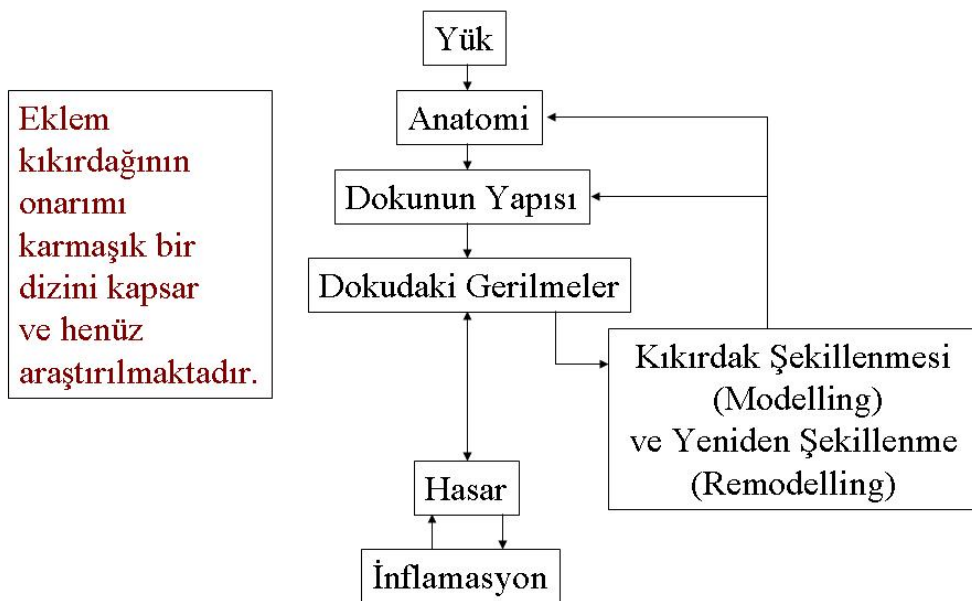 Yük
Anatomi
Dokunun Yapısı
Dokudaki Gerilmeler
Eklem
kıkırdağının
onarımı
karmaşık bir
dizini kapsar
ve henüz
araştırılmaktadır.
Kıkırdak Şekillenmesi
(Modelling)
ve Yeniden Şekillenme
(Remodelling)
Hasar
İnflamasyon